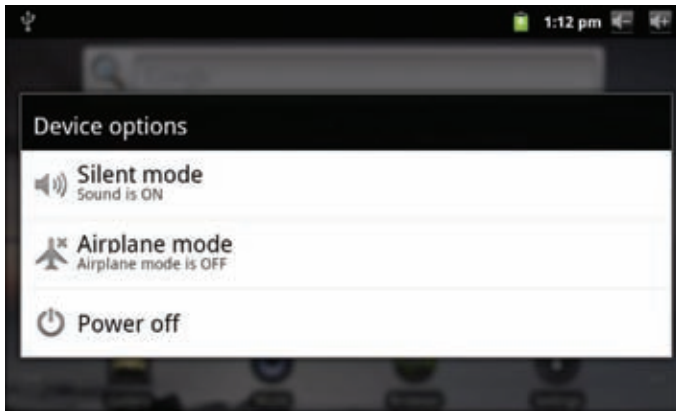 1:12 pm
Device options
Silent mode
Sound is ON
Airplane mode
Airplane mode is OFF
Power off